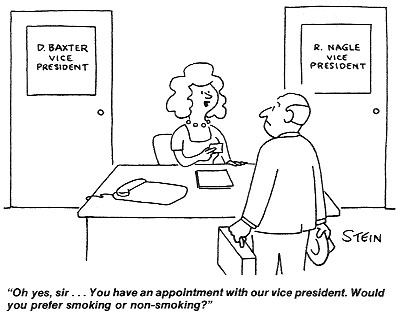 D. BAXTER
VICE
PRESIDENT
R. NAGLE
VICE
PRESIDENT
STEIN
"Oh yes, sir . . . You have an appointment with our vice president. Would
you prefer smoking or non-smoking?"